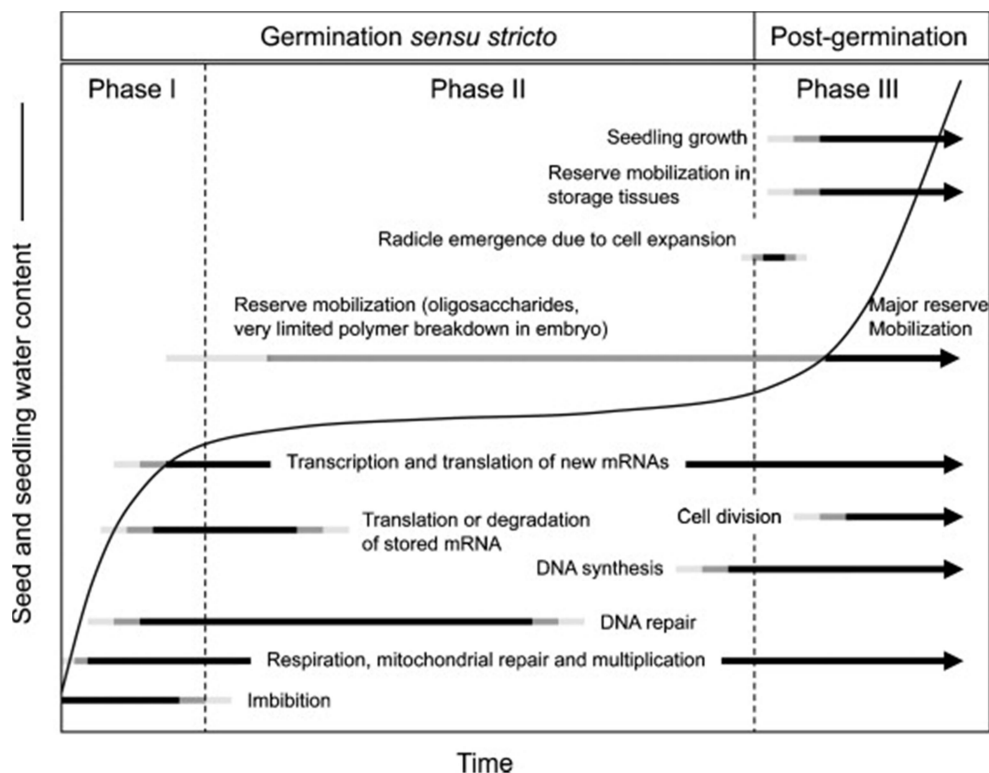 Germination sensu stricto
Post-germination
Phase I
Phase II
Phase III
Seedling growth
Reserve mobilization in
storage tissues
Radicle emergence due to cell expansion
Reserve mobilization (oligosaccharides,
very limited polymer breakdown in embryo)
Major reserve
Mobilization
Transcription and translation of new mRNAs
Translation or degradation
of stored mRNA
Cell division
DNA synthesis
DNA repair
Respiration, mitochondrial repair and multiplication
Imbibition
Seed and seedling water content
Time